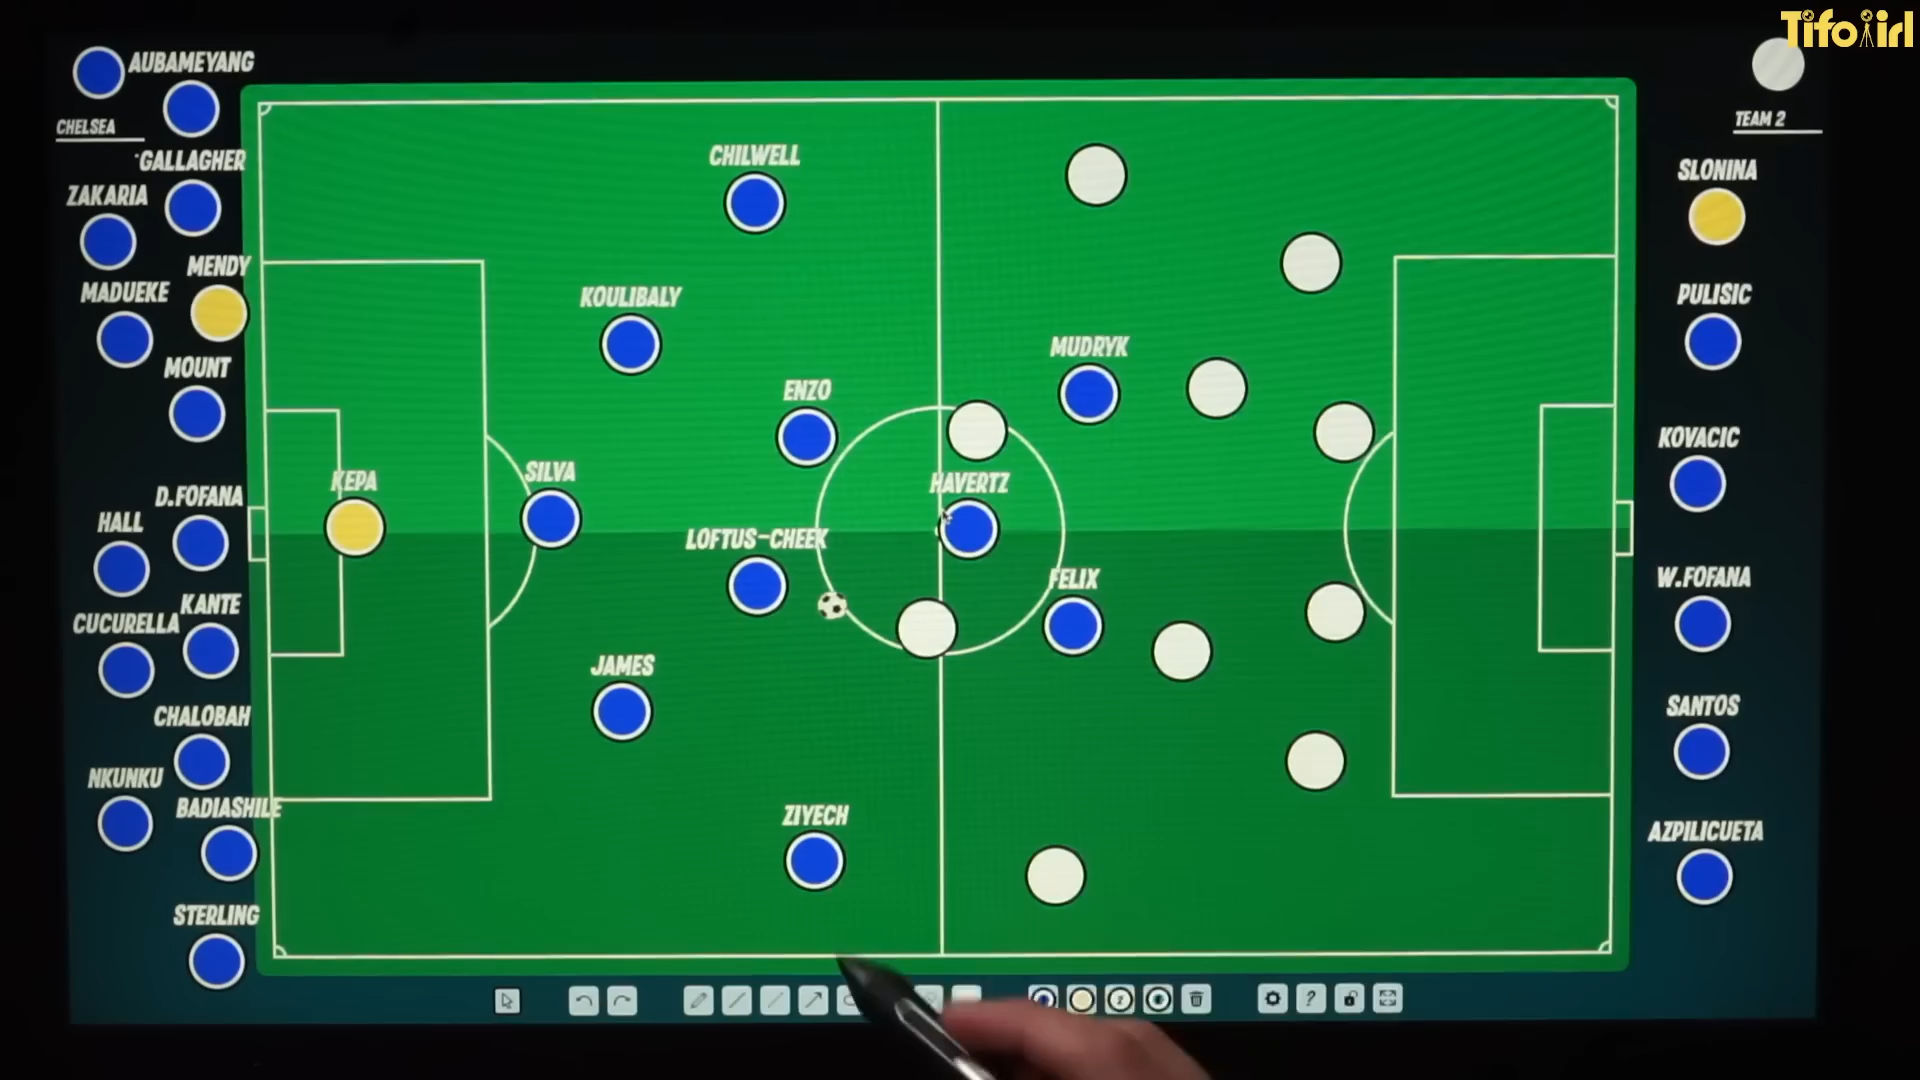 Tifo irl
AUBAMEYANG
CHELSEA
GALLAGHER
ZAKARIA
MENDY
MADUEKE
MOUNT
D.FOFANA
HALL
KANTE
CUCURELLA
CHALOBAH
NKUNKU
BADIASHILE
STERLING
CHILWELL
KOULIBALY
MUDRYK
ENZO
KEPA
SILVA
HAVERTZ
LOFTUS-CHEEK
FELIX
JAMES
ZIYECH
TEAM 2
SLONINA
PULISIC
KOVACIC
W.FOFANA
SANTOS
AZPILICUETA
2
?